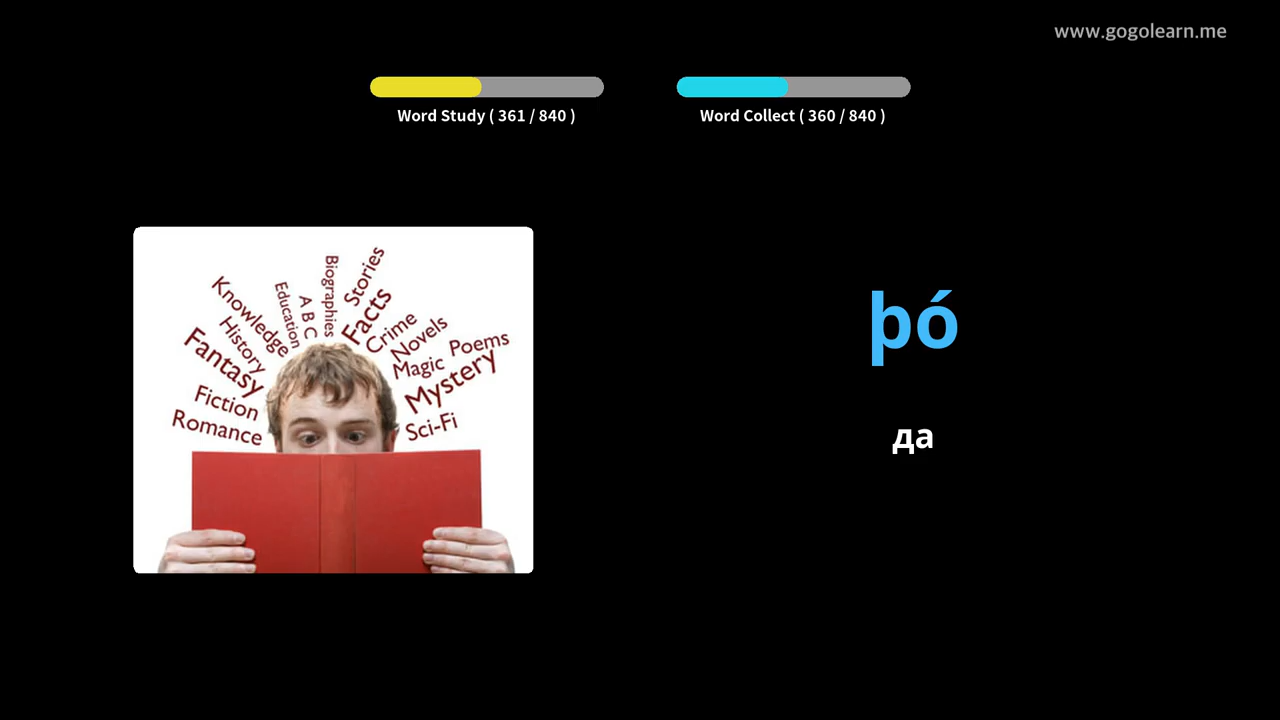 www.gogolearn.me
Word Study ( 361 / 840 )
Word Collect ( 360 / 840 )
Stories
Biographies
Facts
A B C
Education
Knowledge
Crime
Novels
History
Poems
Magic
Fantasy
Mystery
Fiction
Sci-Fi
Romance
þó
да